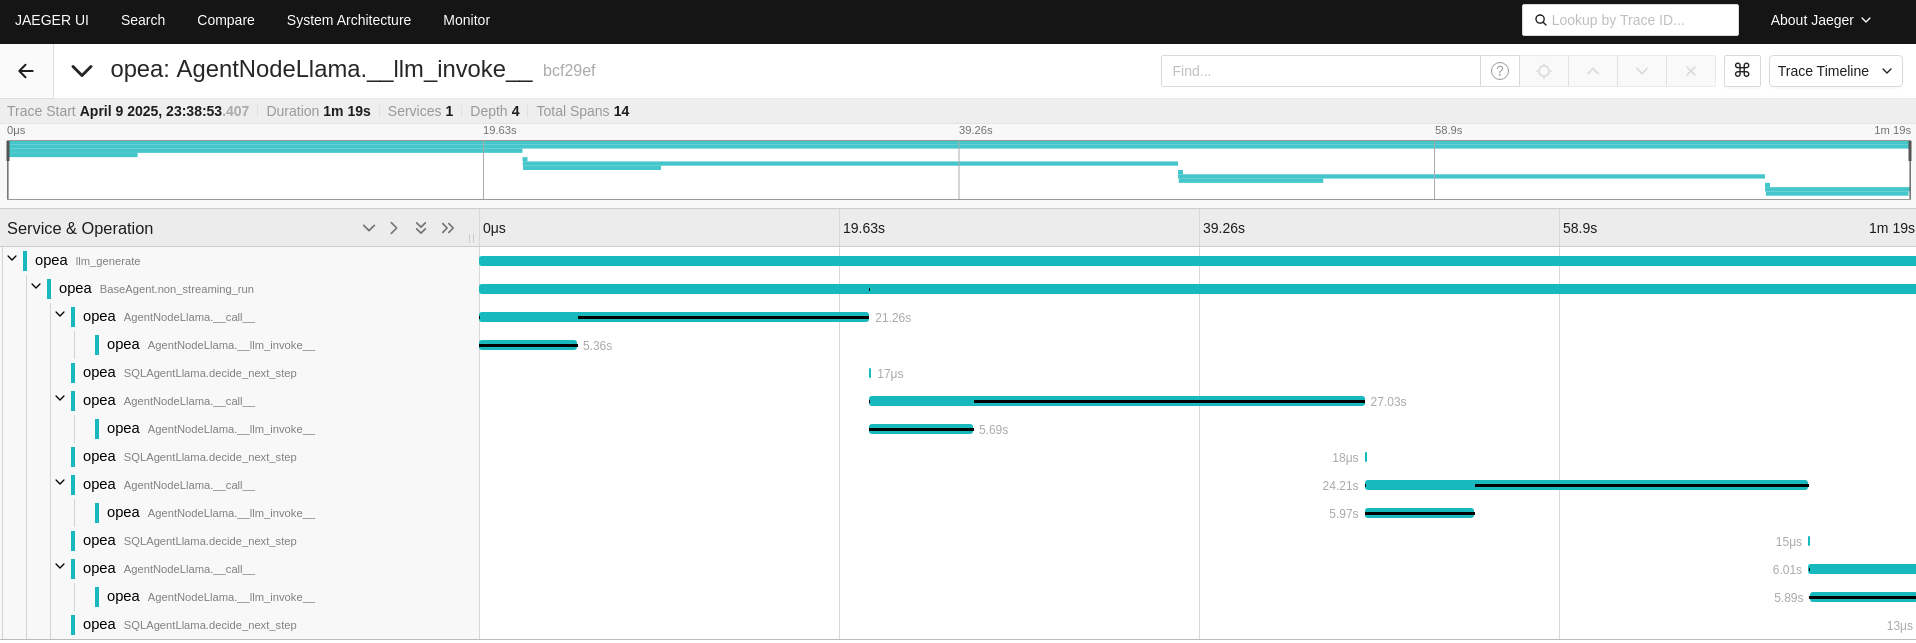 JAEGER UI Search Compare System Architecture Monitor Lookup by Trace ID... About Jaeger
opea: AgentNodeLlama.__llm_invoke__ bcf29ef Find... ? ⌘ Trace Timeline
Trace Start April 9 2025, 23:38:53.407 Duration 1m 19s Services 1 Depth 4 Total Spans 14
0μs 19.63s 39.26s 58.9s 1m 19s
Service & Operation 0μs 19.63s 39.26s 58.9s 1m 19s
opea llm_generate
opea BaseAgent.non_streaming_run
opea AgentNodeLlama.__call__ 21.26s
opea AgentNodeLlama.__llm_invoke__ 5.36s
opea SQLAgentLlama.decide_next_step 17μs
opea AgentNodeLlama.__call__ 27.03s
opea AgentNodeLlama.__llm_invoke__ 5.69s
opea SQLAgentLlama.decide_next_step 18μs
opea AgentNodeLlama.__call__ 24.21s
opea AgentNodeLlama.__llm_invoke__ 5.97s
opea SQLAgentLlama.decide_next_step 15μs
opea AgentNodeLlama.__call__ 6.01s
opea AgentNodeLlama.__llm_invoke__ 5.89s
opea SQLAgentLlama.decide_next_step 13μs